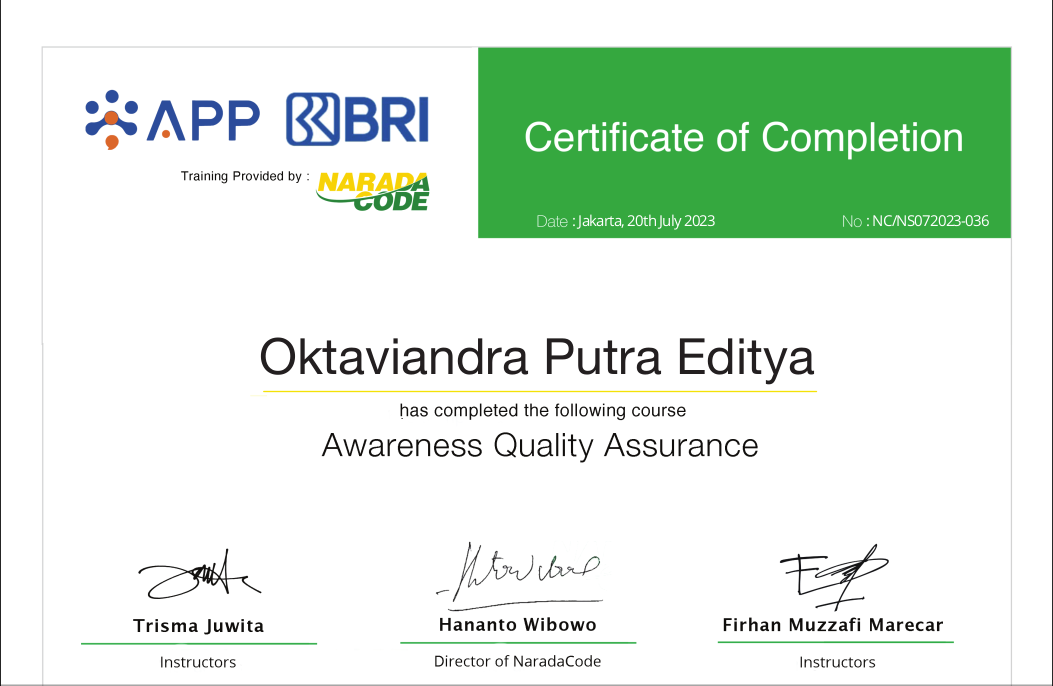 APP BRI
Training Provided by : NARADA CODE
Certificate of Completion
Date : Jakarta, 20th July 2023 No : NC/NS072023-036
Oktaviandra Putra Editya
has completed the following course
Awareness Quality Assurance
Trisma Juwita Hananto Wibowo Firhan Muzzafi Marecar
Instructors Director of NaradaCode Instructors